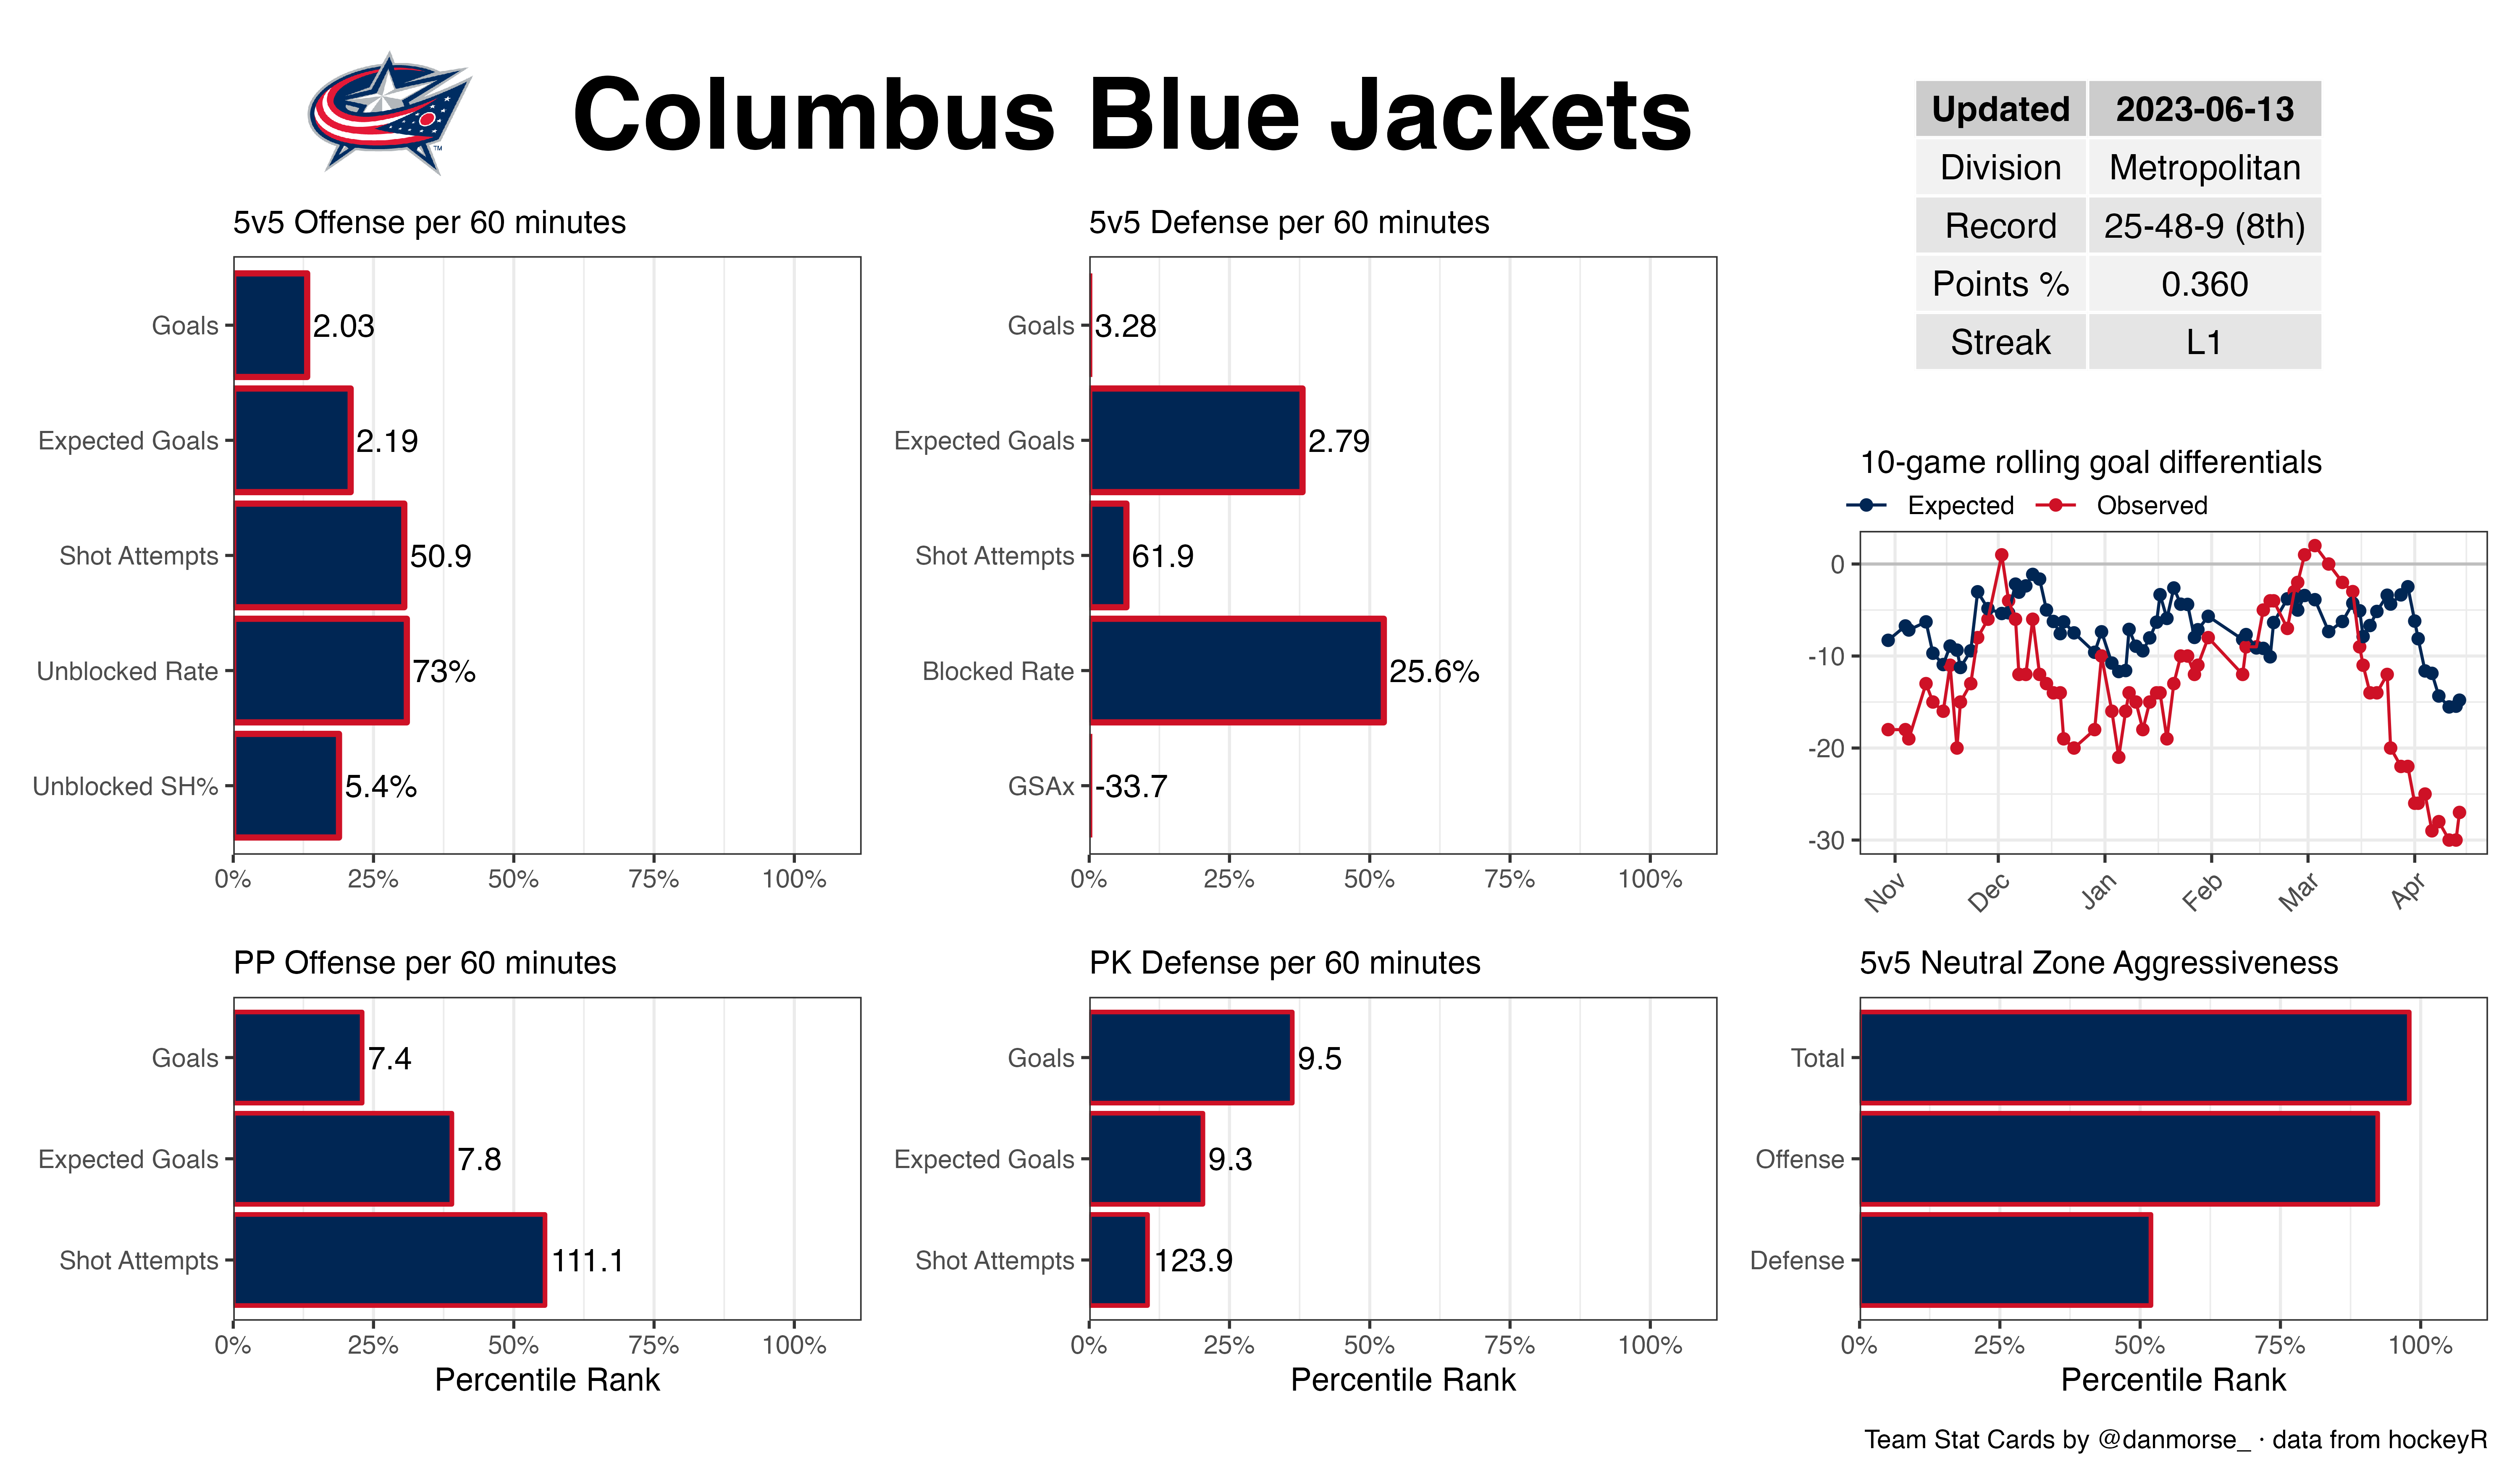 Columbus Blue Jackets
TM
Updated 2023-06-13
Division Metropolitan
Record 25-48-9 (8th)
Points % 0.360
Streak L1
5v5 Offense per 60 minutes
Goals 2.03
Expected Goals 2.19
Shot Attempts 50.9
Unblocked Rate 73%
Unblocked SH% 5.4%
0% 25% 50% 75% 100%
5v5 Defense per 60 minutes
Goals 3.28
Expected Goals 2.79
Shot Attempts 61.9
Blocked Rate 25.6%
GSAx -33.7
0% 25% 50% 75% 100%
10-game rolling goal differentials
Expected Observed
0
-10
-20
-30
Nov Dec Jan Feb Mar Apr
PP Offense per 60 minutes
Goals 7.4
Expected Goals 7.8
Shot Attempts 111.1
0% 25% 50% 75% 100%
Percentile Rank
PK Defense per 60 minutes
Goals 9.5
Expected Goals 9.3
Shot Attempts 123.9
0% 25% 50% 75% 100%
Percentile Rank
5v5 Neutral Zone Aggressiveness
Total
Offense
Defense
0% 25% 50% 75% 100%
Percentile Rank
Team Stat Cards by @danmorse_ · data from hockeyR